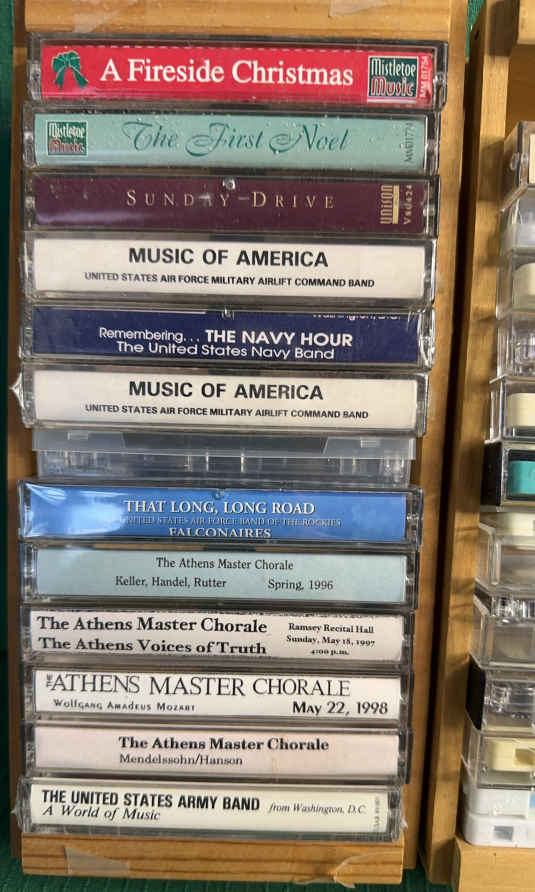 A Fireside Christmas
Mistletoe
Music
MM 01754
Mistletoe
Music
The First Noel
MM01774
SUNDAY-DRIVE
unison
MUSIC OF AMERICA
UNITED STATES AIR FORCE MILITARY AIRLIFT COMMAND BAND
Remembering... THE NAVY HOUR
The United States Navy Band
MUSIC OF AMERICA
UNITED STATES AIR FORCE MILITARY AIRLIFT COMMAND BAND
THAT LONG, LONG ROAD
UNITED STATES AIR FORCE BAND OF THE ROCKIES
FALCONAIRES
The Athens Master Chorale
Keller, Handel, Rutter Spring, 1996
The Athens Master Chorale
The Athens Voices of Truth
Ramsey Recital Hall
Sunday, May 18, 1997
4:00 p.m.
THE ATHENS MASTER CHORALE
WOLFGANG AMADEUS MOZART May 22, 1998
The Athens Master Chorale
Mendelssohn/Hanson
THE UNITED STATES ARMY BAND from Washington, D.C.
A World of Music